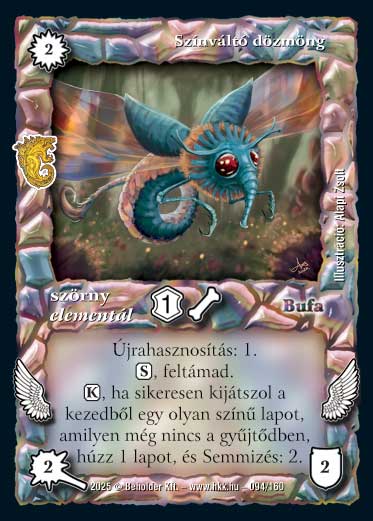 2
Színváltó dözmöng
Illusztráció: Alapi Zsolt
szörny
elementál
1
Bufa
Újrahasznosítás: 1.
S, feltámad.
K, ha sikeresen kijátszol a
kezedből egy olyan színű lapot,
amilyen még nincs a gyűjtődben,
húzz 1 lapot, és Semmizés: 2.
2
2
2025 © Beholder Kft. – www.hkk.hu – 094/160